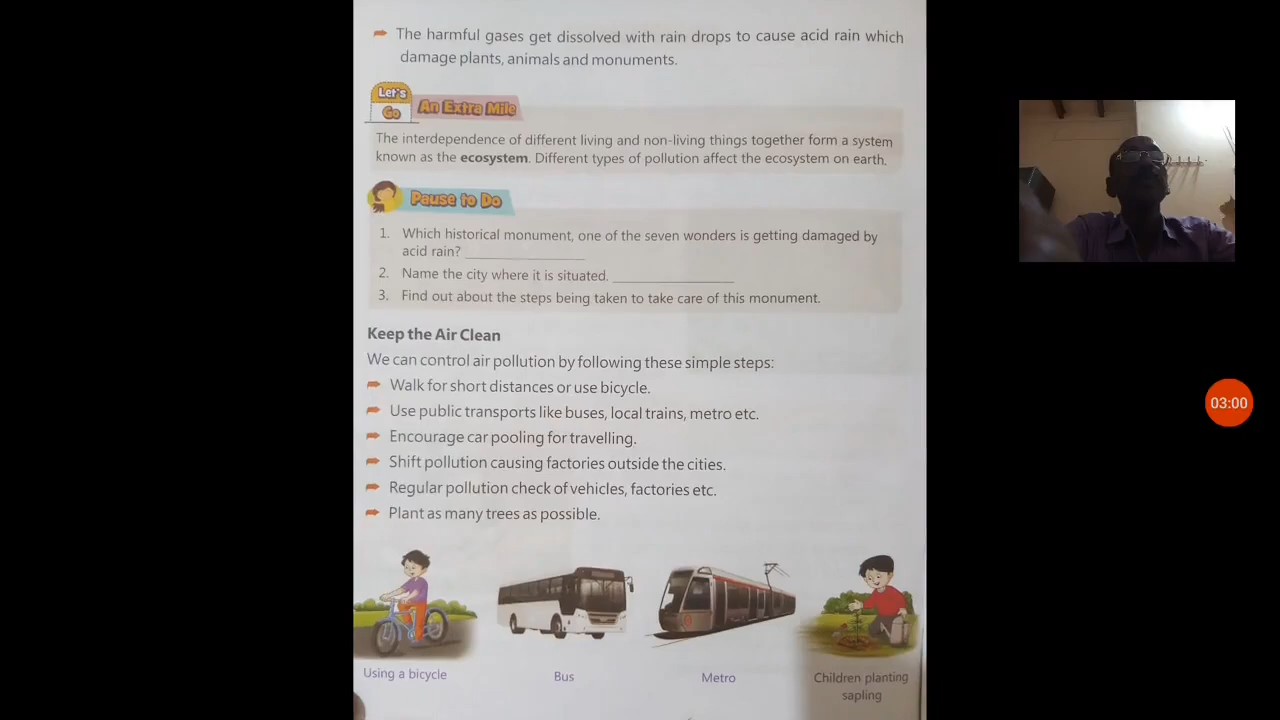 The harmful gases get dissolved with rain drops to cause acid rain which
damage plants, animals and monuments.
Let's
Go
An Extra Mile
The interdependence of different living and non-living things together form a system
known as the ecosystem. Different types of pollution affect the ecosystem on earth.
Pause to Do
1. Which historical monument, one of the seven wonders is getting damaged by
acid rain?
2. Name the city where it is situated.
3. Find out about the steps being taken to take care of this monument.
Keep the Air Clean
We can control air pollution by following these simple steps:
Walk for short distances or use bicycle.
Use public transports like buses, local trains, metro etc.
Encourage car pooling for travelling.
Shift pollution causing factories outside the cities.
Regular pollution check of vehicles, factories etc.
Plant as many trees as possible.
Using a bicycle
Bus
Metro
Children planting
sapling
03:00